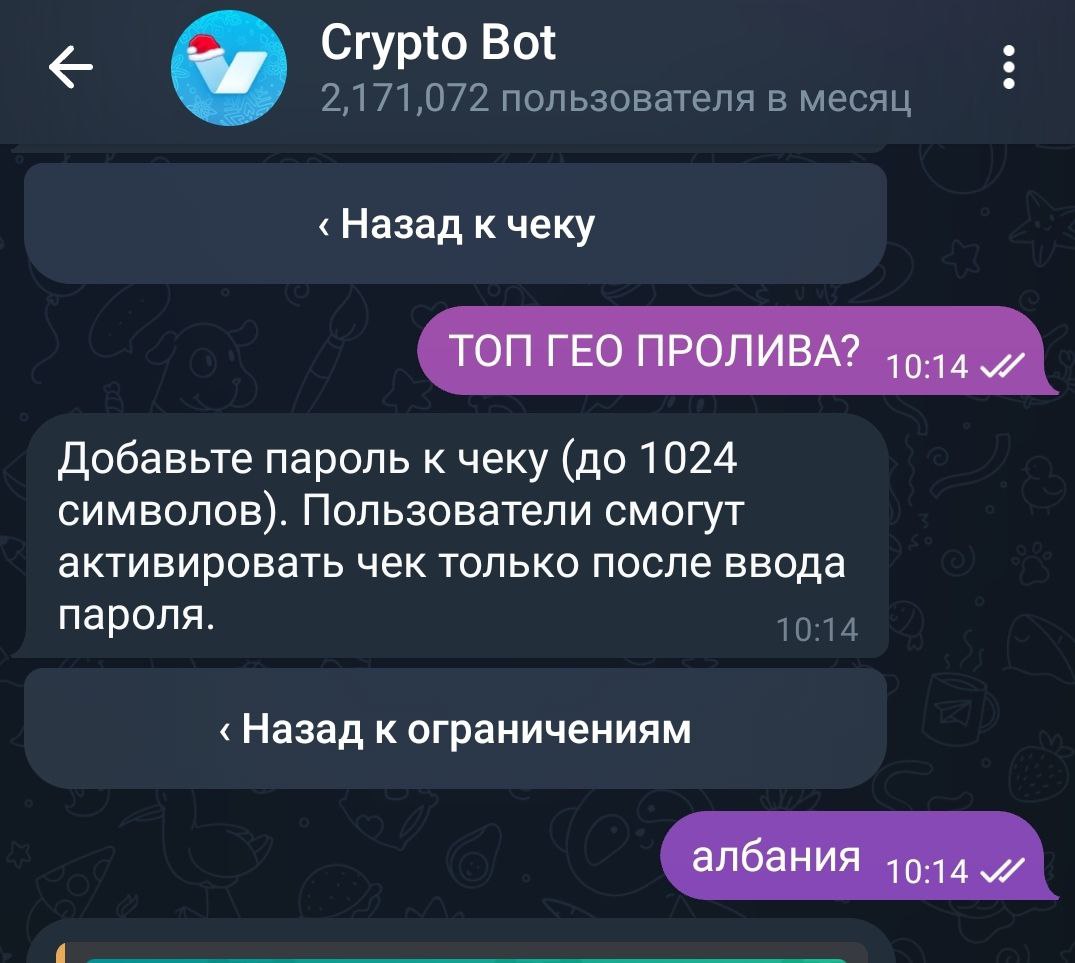 Crypto Bot
2,171,072 пользователя в месяц
‹ Назад к чеку
ТОП ГЕО ПРОЛИВА? 10:14
Добавьте пароль к чеку (до 1024
символов). Пользователи смогут
активировать чек только после ввода
пароля.
10:14
‹ Назад к ограничениям
албания 10:14